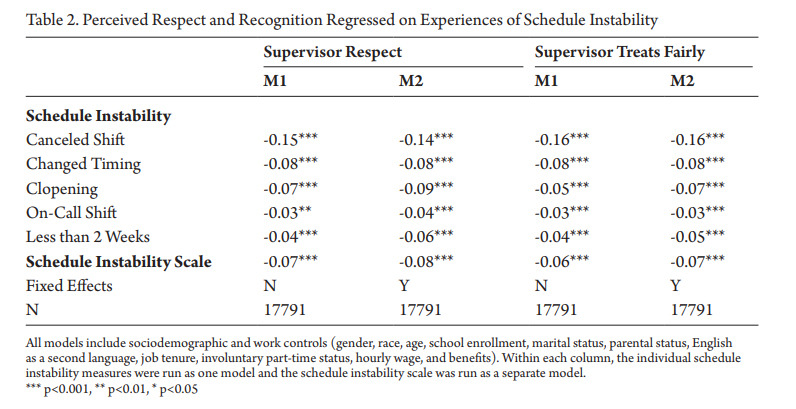 Table 2. Perceived Respect and Recognition Regressed on Experiences of Schedule Instability
Supervisor Respect Supervisor Treats Fairly
M1 M2 M1 M2
Schedule Instability
Canceled Shift -0.15*** -0.14*** -0.16*** -0.16***
Changed Timing -0.08*** -0.08*** -0.08*** -0.08***
Clopening -0.07*** -0.09*** -0.05*** -0.07***
On-Call Shift -0.03** -0.04*** -0.03*** -0.03***
Less than 2 Weeks -0.04*** -0.06*** -0.04*** -0.05***
Schedule Instability Scale -0.07*** -0.08*** -0.06*** -0.07***
Fixed Effects N Y N Y
N 17791 17791 17791 17791
All models include sociodemographic and work controls (gender, race, age, school enrollment, marital status, parental status, English
as a second language, job tenure, involuntary part-time status, hourly wage, and benefits). Within each column, the individual schedule
instability measures were run as one model and the schedule instability scale was run as a separate model.
*** p<0.001, ** p<0.01, * p<0.05